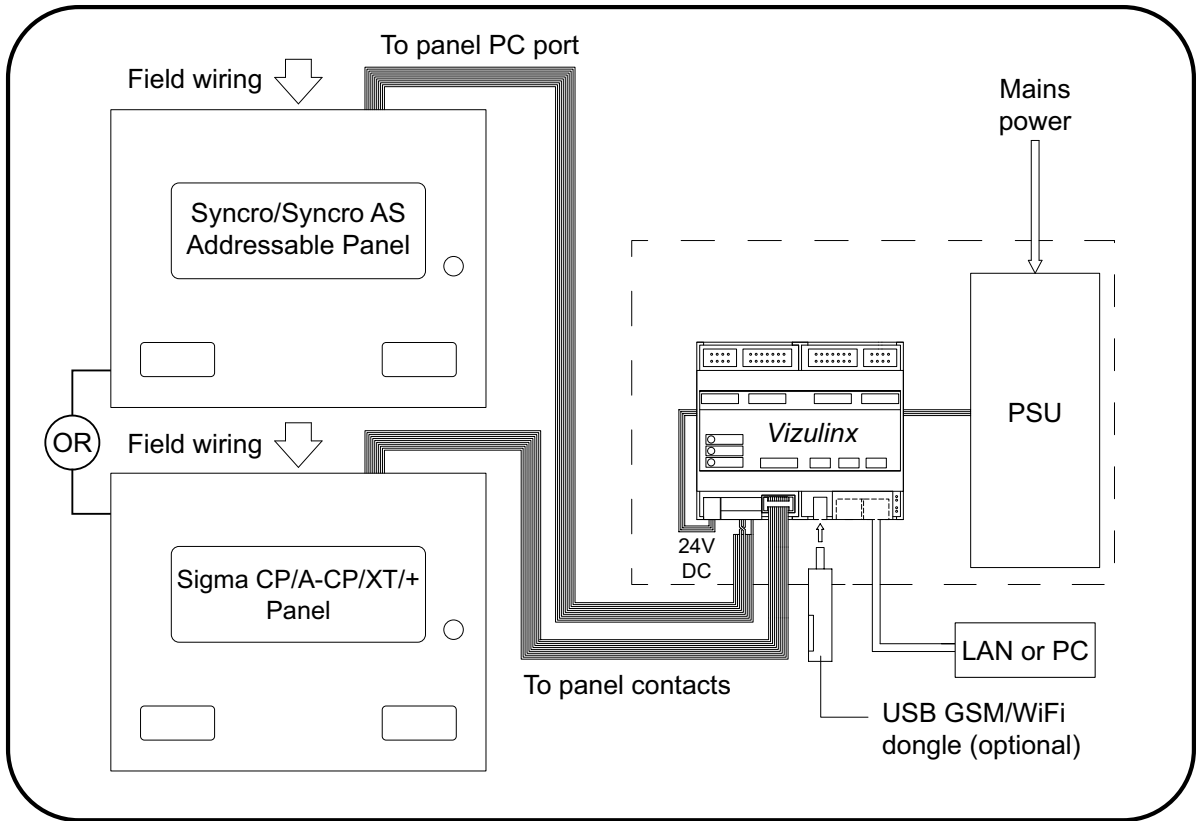 To panel PC port
Field wiring
Mains
power
Syncro/Syncro AS
Addressable Panel
PSU
Vizulinx
OR
Field wiring
24V
DC
Sigma CP/A-CP/XT/+
Panel
LAN or PC
To panel contacts
USB GSM/WiFi
dongle (optional)